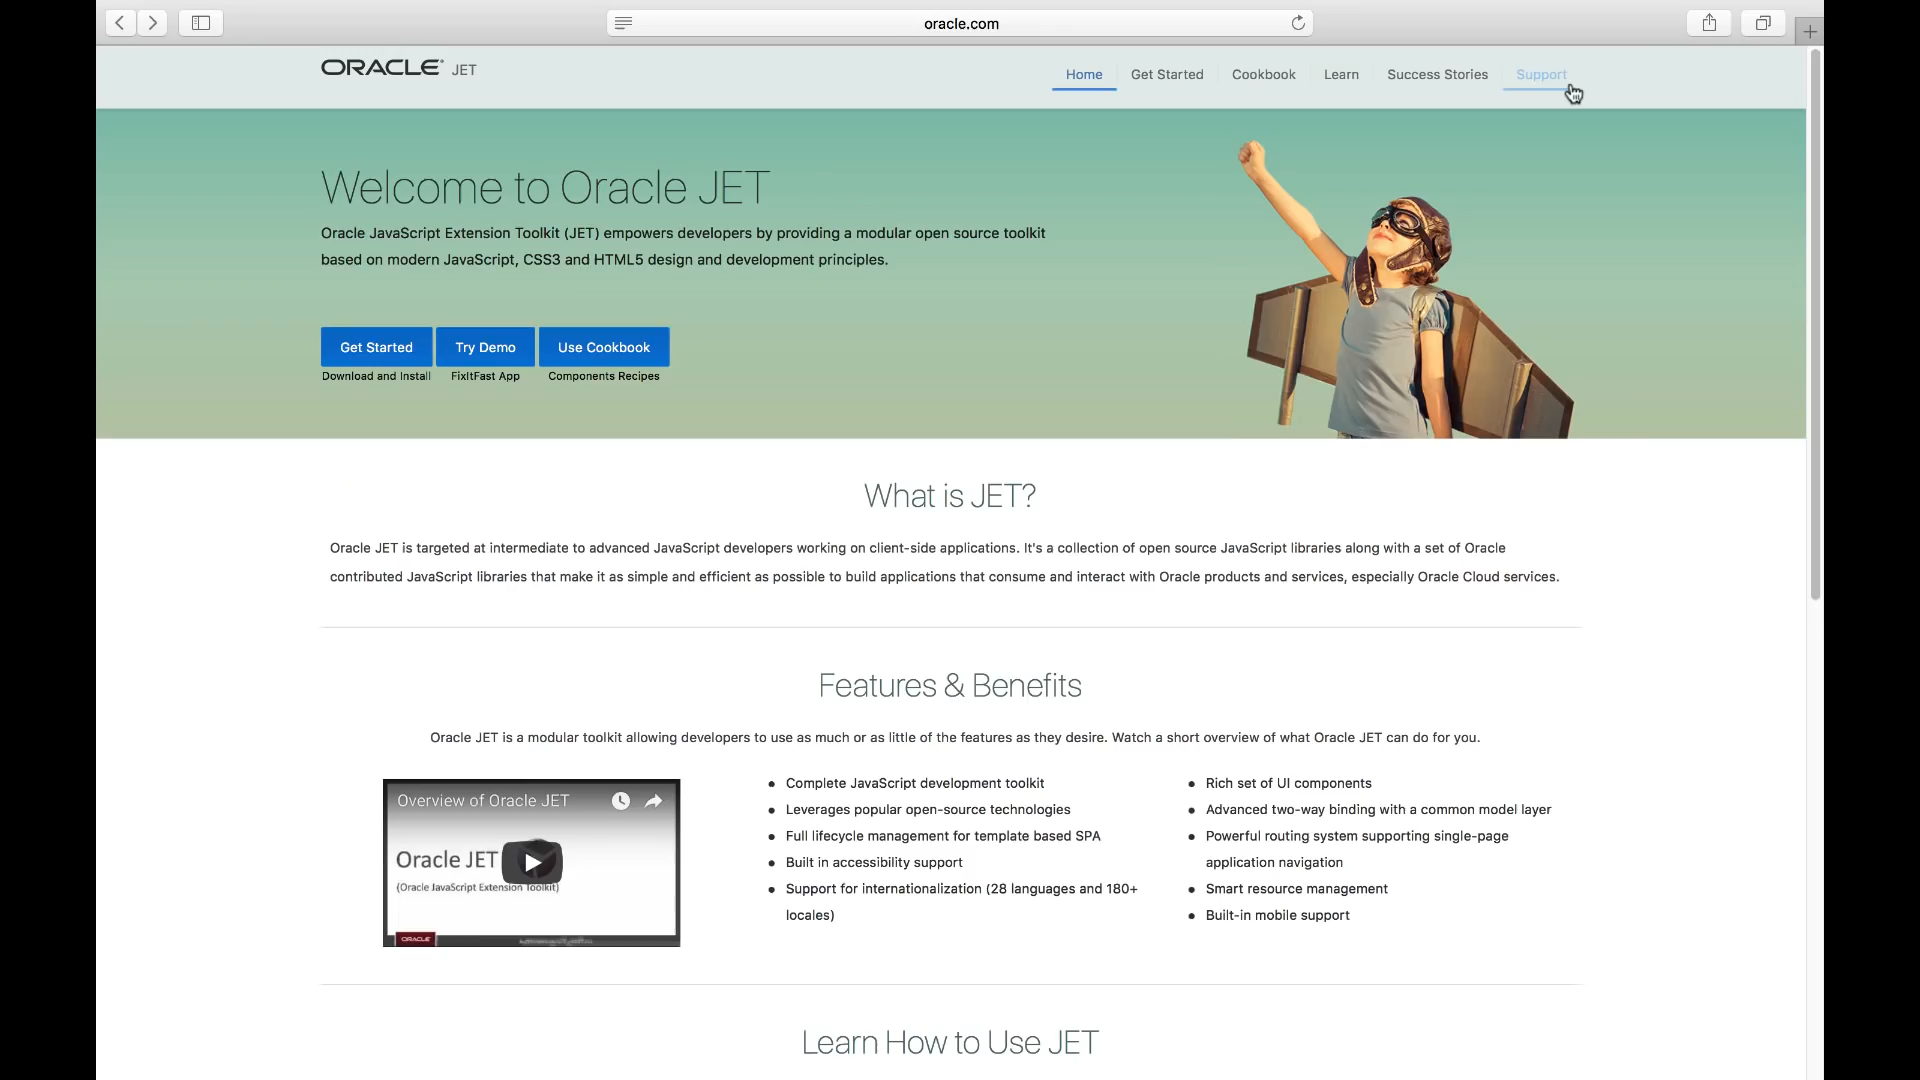 oracle.com
ORACLE JET
Home Get Started Cookbook Learn Success Stories Support
Welcome to Oracle JET
Oracle JavaScript Extension Toolkit (JET) empowers developers by providing a modular open source toolkit
based on modern JavaScript, CSS3 and HTML5 design and development principles.
Get Started Try Demo Use Cookbook
Download and Install FixItFast App Components Recipes
What is JET?
Oracle JET is targeted at intermediate to advanced JavaScript developers working on client-side applications. It's a collection of open source JavaScript libraries along with a set of Oracle
contributed JavaScript libraries that make it as simple and efficient as possible to build applications that consume and interact with Oracle products and services, especially Oracle Cloud services.
Features & Benefits
Oracle JET is a modular toolkit allowing developers to use as much or as little of the features as they desire. Watch a short overview of what Oracle JET can do for you.
Overview of Oracle JET
Oracle JET
(Oracle JavaScript Extension Toolkit)
ORACLE
Complete JavaScript development toolkit
Leverages popular open-source technologies
Full lifecycle management for template based SPA
Built in accessibility support
Support for internationalization (28 languages and 180+
locales)
Rich set of UI components
Advanced two-way binding with a common model layer
Powerful routing system supporting single-page
application navigation
Smart resource management
Built-in mobile support
Learn How to Use JET